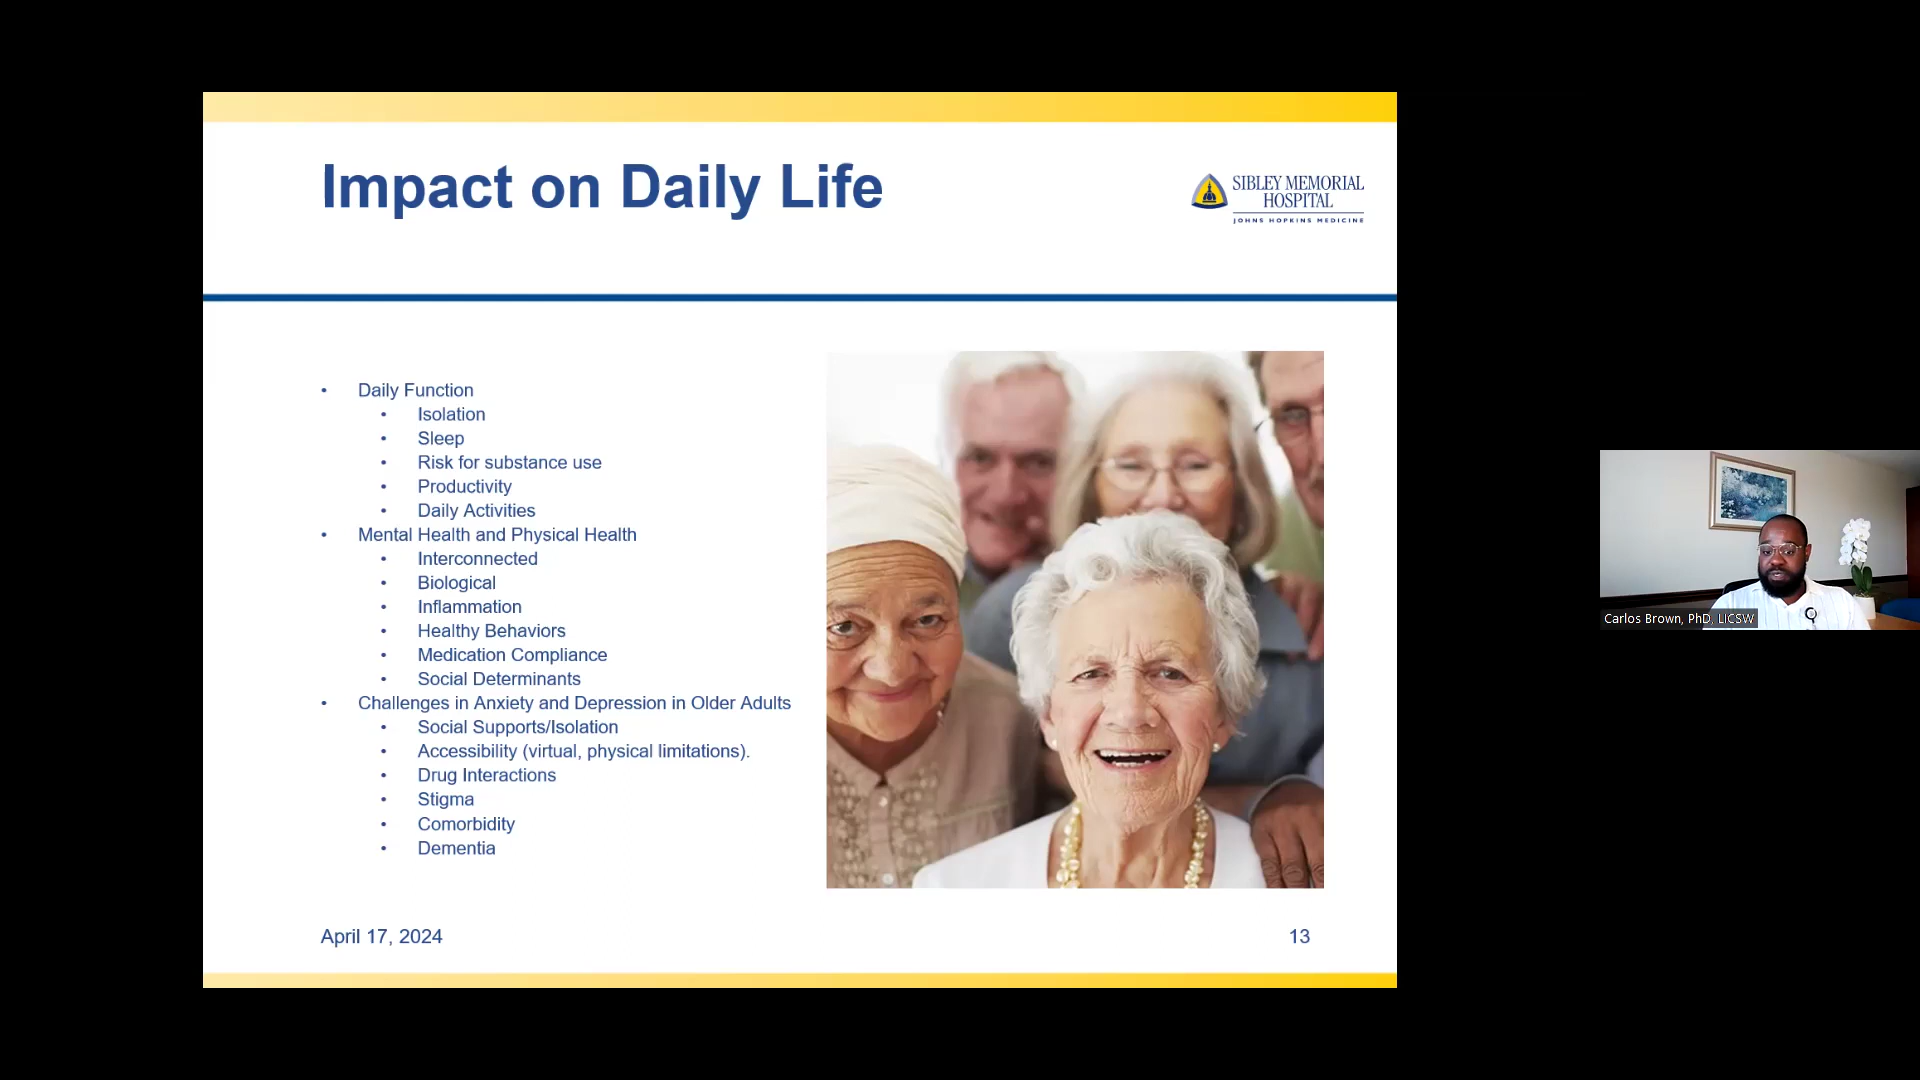 Impact on Daily Life
SIBLEY MEMORIAL
HOSPITAL
JOHNS HOPKINS MEDICINE
• Daily Function
• Isolation
• Sleep
• Risk for substance use
• Productivity
• Daily Activities
• Mental Health and Physical Health
• Interconnected
• Biological
• Inflammation
• Healthy Behaviors
• Medication Compliance
• Social Determinants
• Challenges in Anxiety and Depression in Older Adults
• Social Supports/Isolation
• Accessibility (virtual, physical limitations).
• Drug Interactions
• Stigma
• Comorbidity
• Dementia
April 17, 2024
13
Carlos Brown, PhD, LICSW